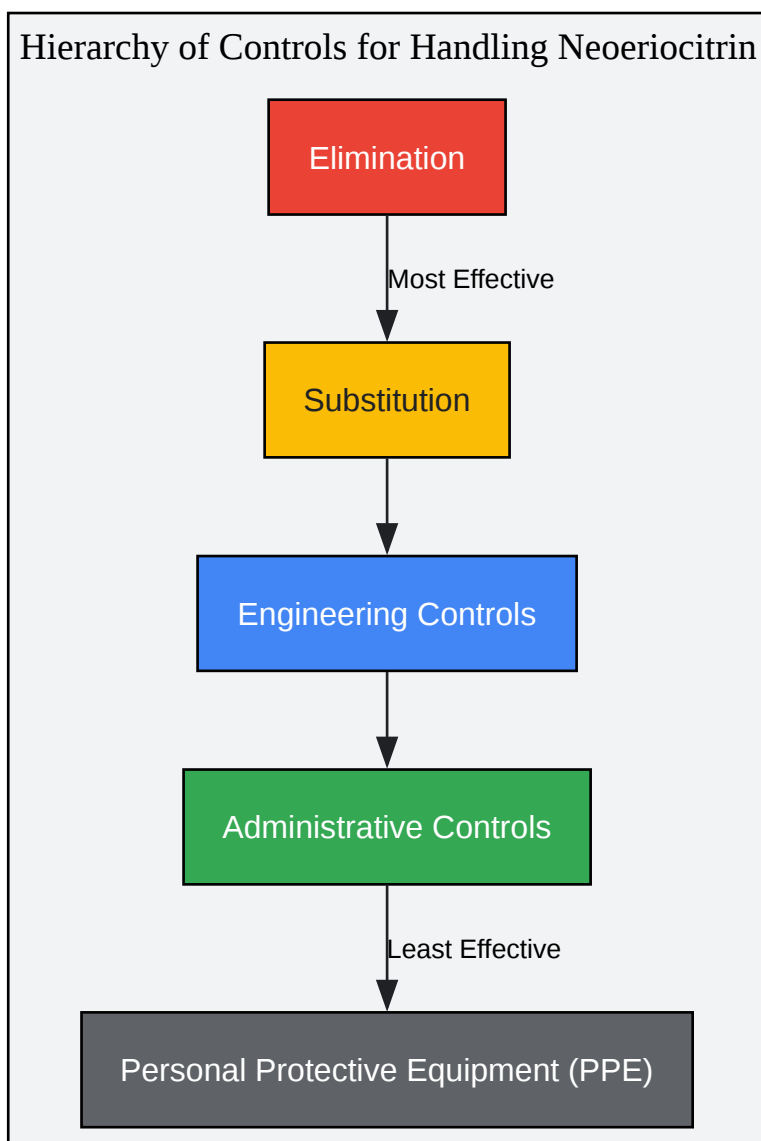 Hierarchy of Controls for Handling Neoeriocitrin
Elimination
Most Effective
Substitution
Engineering Controls
Administrative Controls
Least Effective
Personal Protective Equipment (PPE)